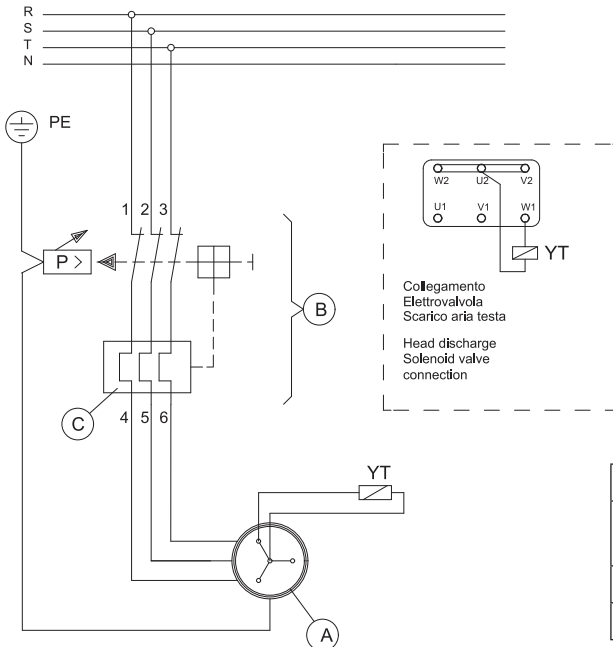 R
S
T
N
PE
1 2 3
P >
B
C
4 5 6
YT
A
W2 U2 V2
U1 V1 W1
YT
Collegamento
Elettrovalvola
Scarico aria testa
Head discharge
Solenoid valve
connection